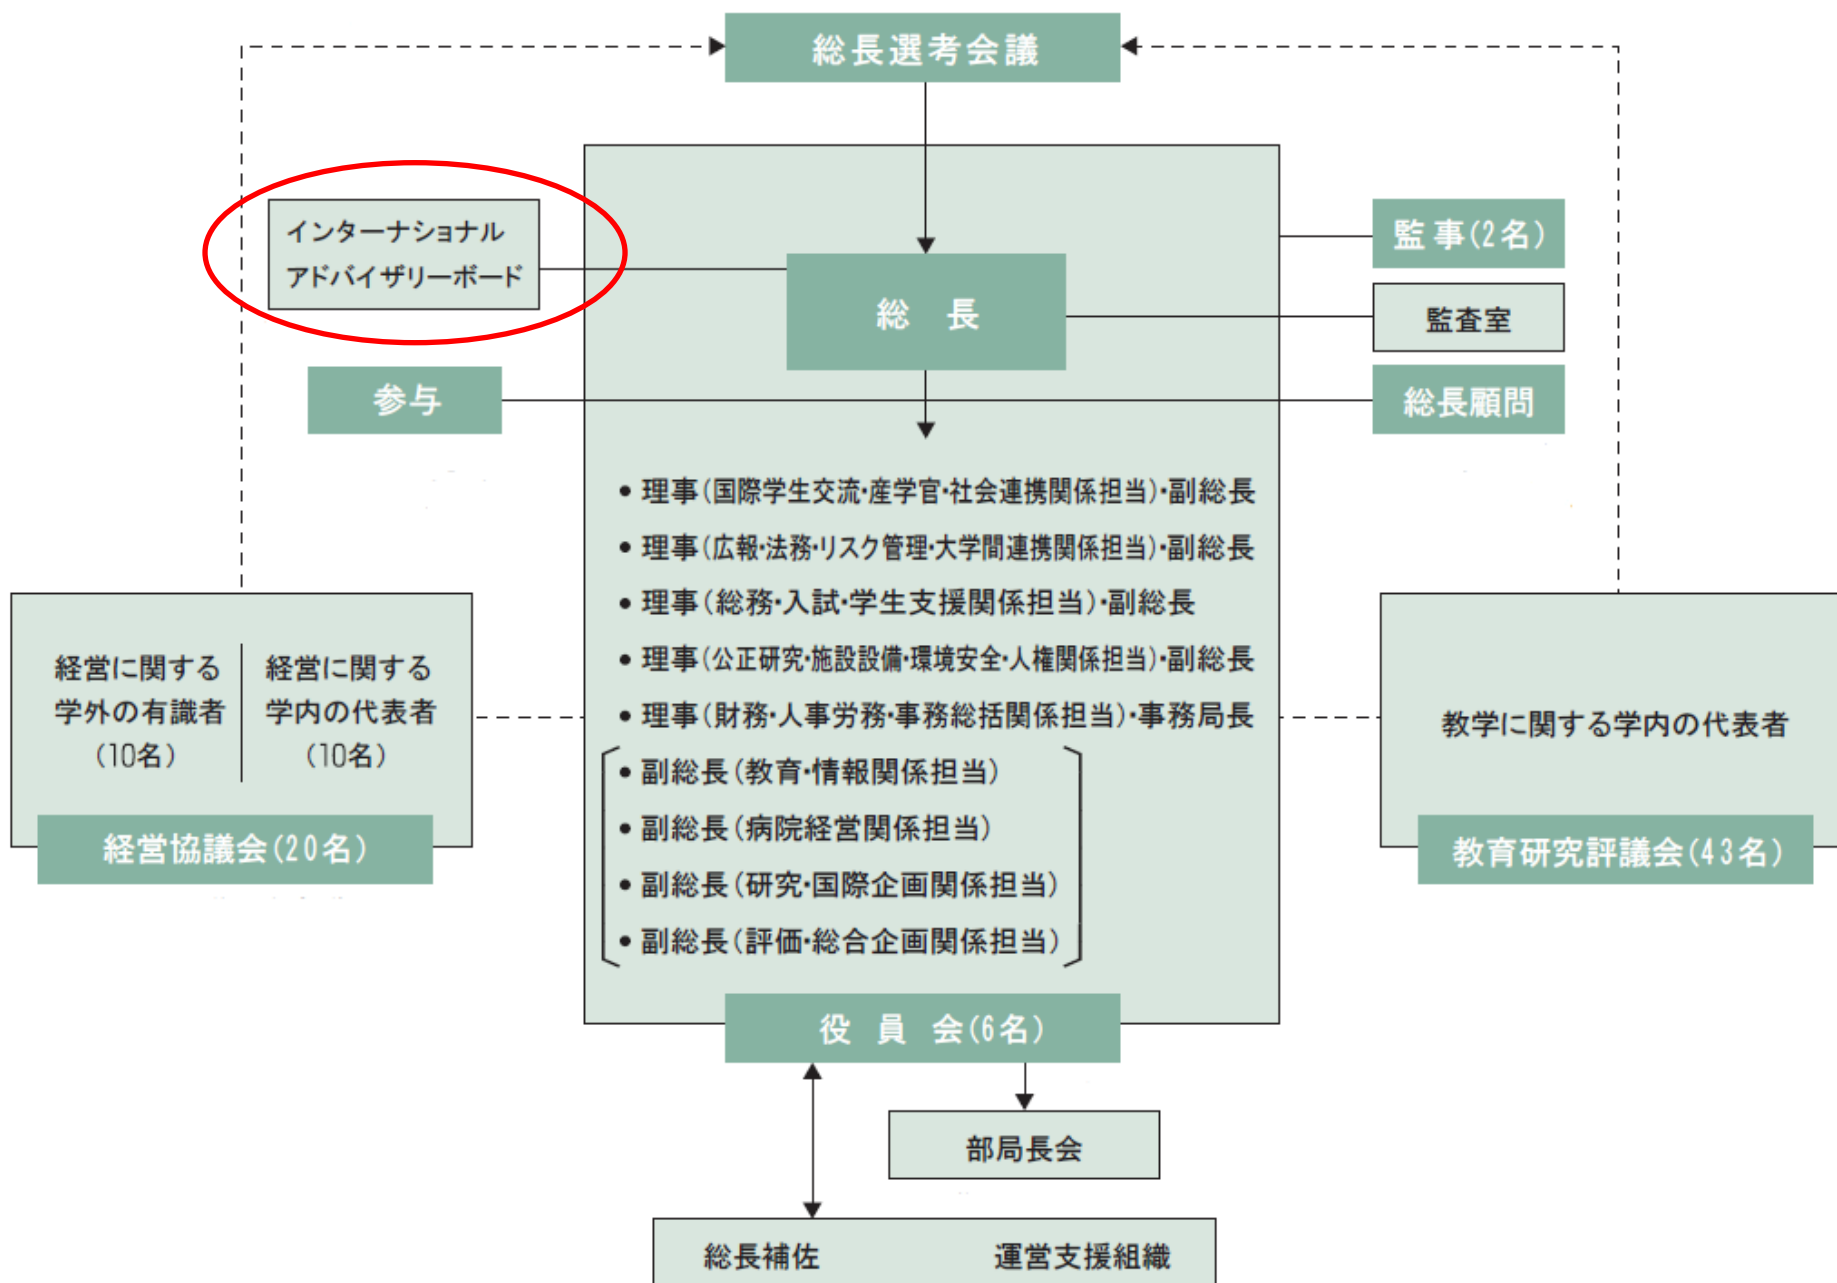 総長選考会議
インターナショナル
アドバイザリーボード
総 長
監事(2名)
監査室
参与
総長顧問
• 理事(国際学生交流・産学官・社会連携関係担当)・副総長
• 理事(広報・法務・リスク管理・大学間連携関係担当)・副総長
• 理事(総務・入試・学生支援関係担当)・副総長
• 理事(公正研究・施設設備・環境安全・人権関係担当)・副総長
• 理事(財務・人事労務・事務総括関係担当)・事務局長
• 副総長(教育・情報関係担当)
• 副総長(病院経営関係担当)
• 副総長(研究・国際企画関係担当)
• 副総長(評価・総合企画関係担当)
役 員 会(6名)
経営に関する
学外の有識者
(10名)
経営に関する
学内の代表者
(10名)
経営協議会(20名)
教学に関する学内の代表者
教育研究評議会(43名)
部局長会
総長補佐
運営支援組織